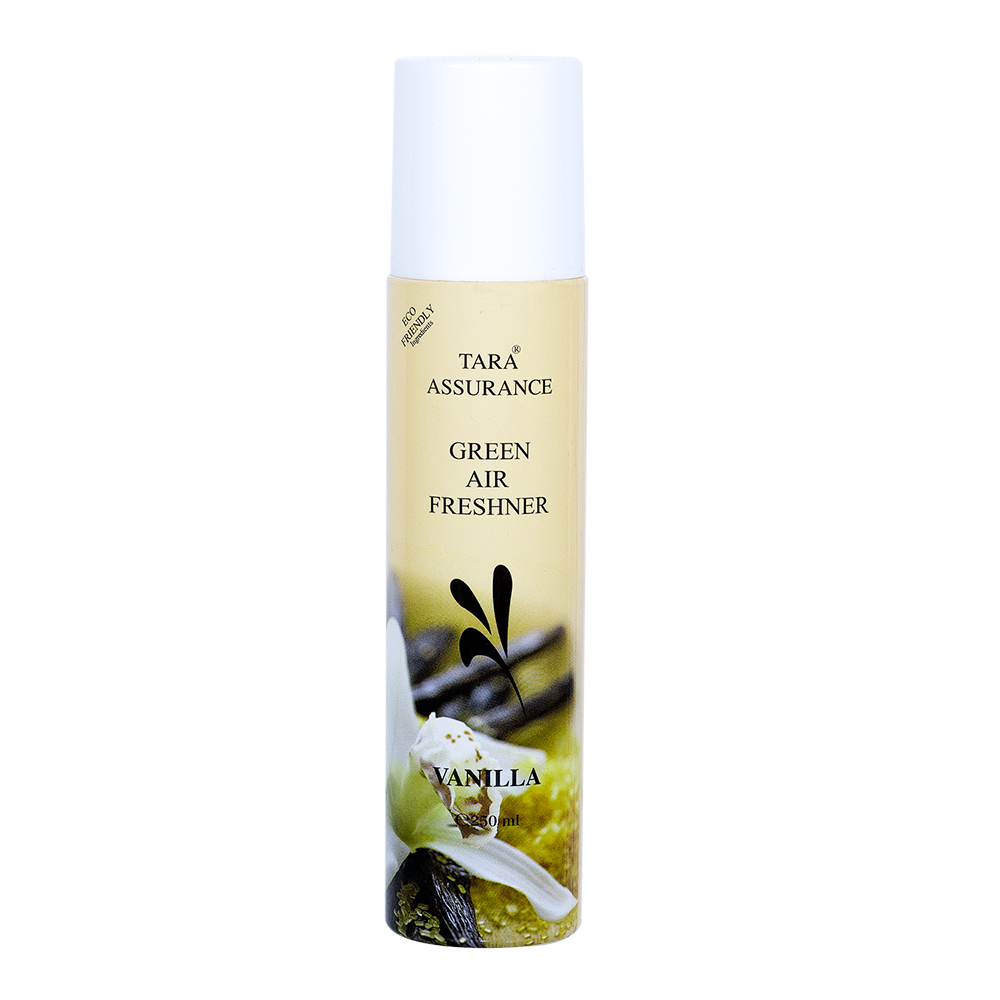 ECO
FRIENDLY
Ingredients
TARA®
ASSURANCE
GREEN
AIR
FRESHNER
VANILLA
℮250 ml